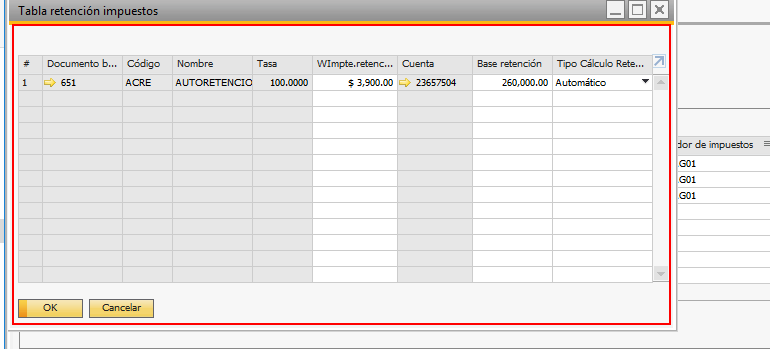 Tabla retención impuestos
# Documento b... Código Nombre Tasa WImpte.retenc... Cuenta Base retención Tipo Cálculo Rete...
1 651 ACRE AUTORETENCIO 100.0000 $ 3,900.00 23657504 260,000.00 Automático
dor de impuestos
G01
G01
G01
OK Cancelar